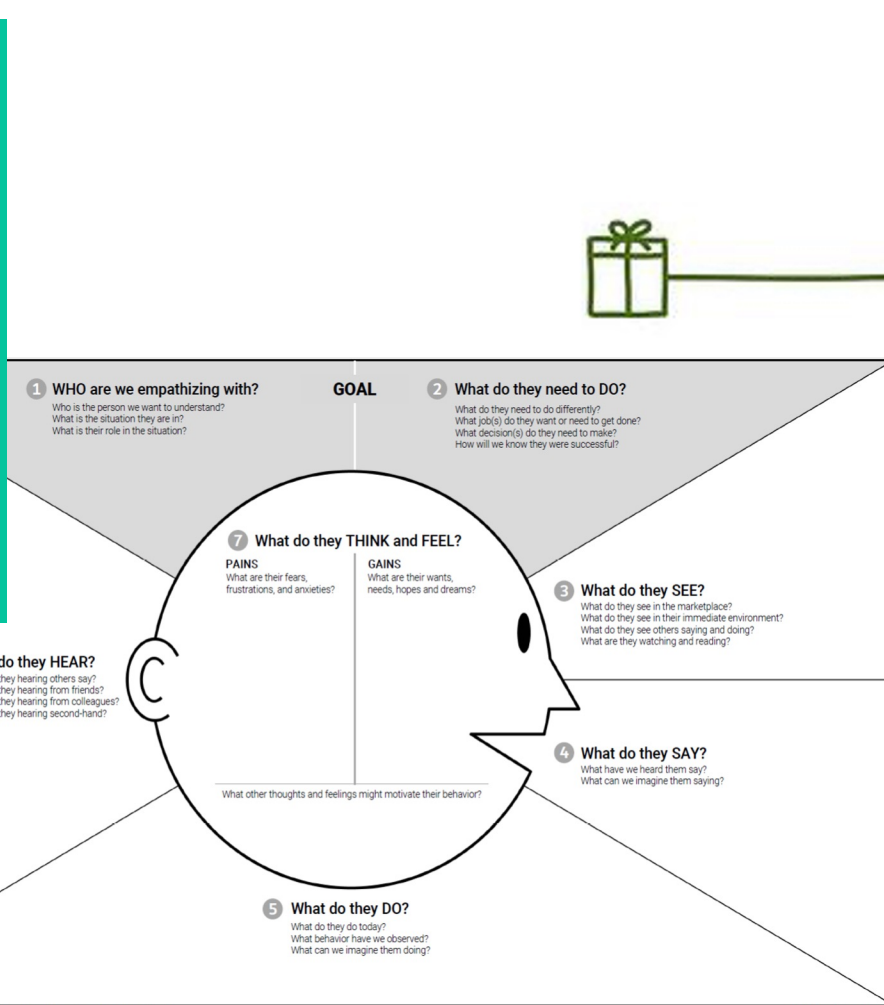 1 WHO are we empathizing with?
Who is the person we want to understand?
What is the situation they are in?
What is their role in the situation?
GOAL
2 What do they need to DO?
What do they need to do differently?
What job(s) do they want or need to get done?
What decision(s) do they need to make?
How will we know they were successful?
7 What do they THINK and FEEL?
PAINS
What are their fears,
frustrations, and anxieties?
GAINS
What are their wants,
needs, hopes and dreams?
3 What do they SEE?
What do they see in the marketplace?
What do they see in their immediate environment?
What do they see others saying and doing?
What are they watching and reading?
do they HEAR?
they hearing others say?
they hearing from friends?
they hearing from colleagues?
they hearing second-hand?
4 What do they SAY?
What have we heard them say?
What can we imagine them saying?
What other thoughts and feelings might motivate their behavior?
5 What do they DO?
What do they do today?
What behavior have we observed?
What can we imagine them doing?